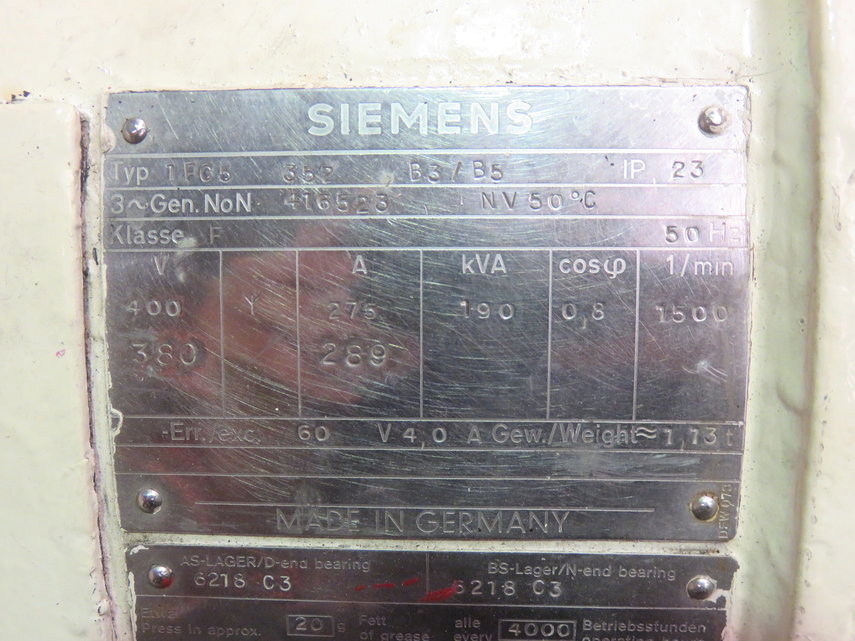 SIEMENS
Typ 1FC5 352 B3/B5 IP 23
3~Gen. NoN 416523 NV 50°C
Klasse F 50 Hz
V A kVA cosφ 1/min
400 Y 275 190 0,8 1500
380 289
-Err./exc. 60 V 4,0 A Gew./Weight≈1,13 t
MADE IN GERMANY
DFW073
AS-LAGER/D-end bearing BS-Lager/N-end bearing
6218 C3 6218 C3
Fett alle Betriebsstunden
Press in approx. 20 g of grease every 4000